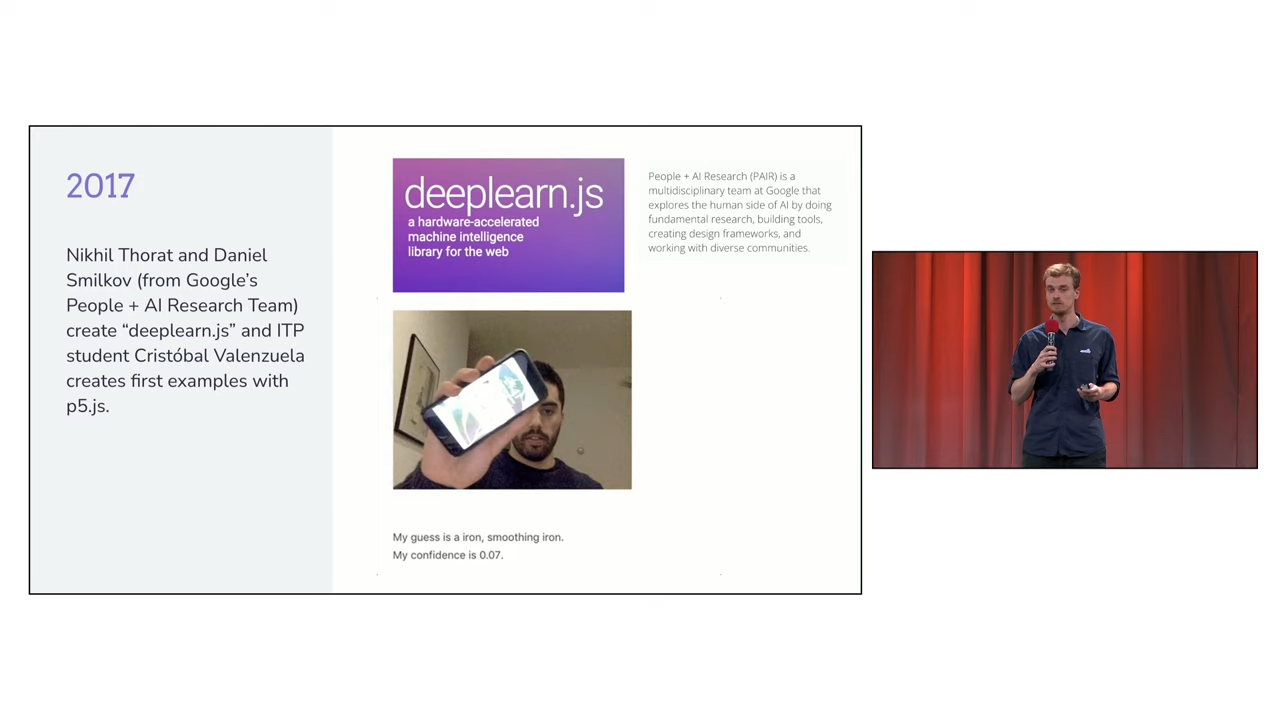 2017
Nikhil Thorat and Daniel
Smilkov (from Google's
People + AI Research Team)
create “deeplearn.js” and ITP
student Cristóbal Valenzuela
creates first examples with
p5.js.
deeplearn.js
a hardware-accelerated
machine intelligence
library for the web
People + AI Research (PAIR) is a
multidisciplinary team at Google that
explores the human side of AI by doing
fundamental research, building tools,
creating design frameworks, and
working with diverse communities.
My guess is a iron, smoothing iron.
My confidence is 0.07.